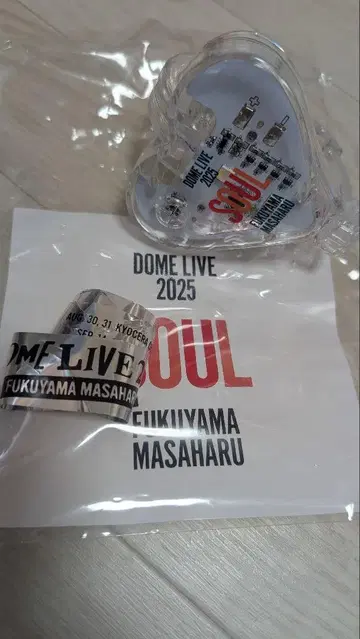 DOME LIVE
2025
SOUL
FUKUYAMA
MASAHARU
DOME LIVE
2025
SOUL
FUKUYAMA
MASAHARU
AUG 30, 31 KYOCERA
SEP
DOME LIVE
FUKUYAMA MASAHARU